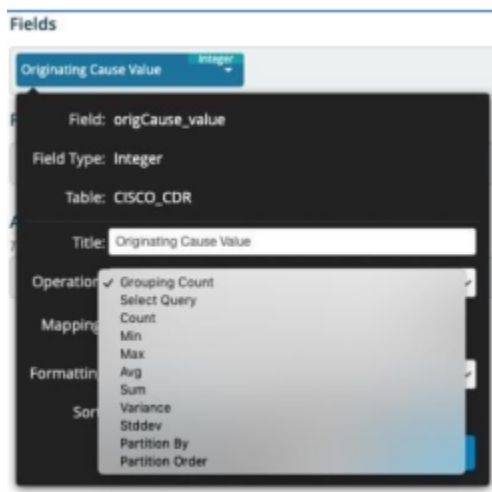 Fields
Originating Cause Value
Integer
Field: origCause_value
Field Type: Integer
Table: CISCO_CDR
Title: Originating Cause Value
Operation
✓ Grouping Count
Select Query
Count
Mapping
Min
Max
Formattin
Avg
Sum
Sor
Variance
Stddev
Partition By
Partition Order